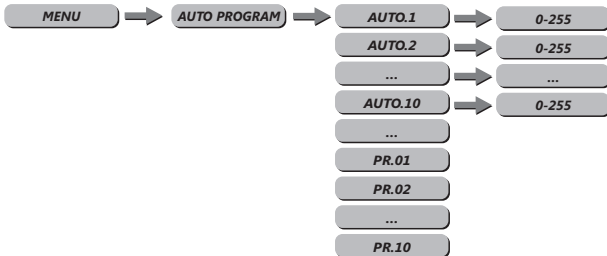 MENU AUTO PROGRAM AUTO.1 0-255
AUTO.2 0-255
... ...
AUTO.10 0-255
...
PR.01
PR.02
...
PR.10